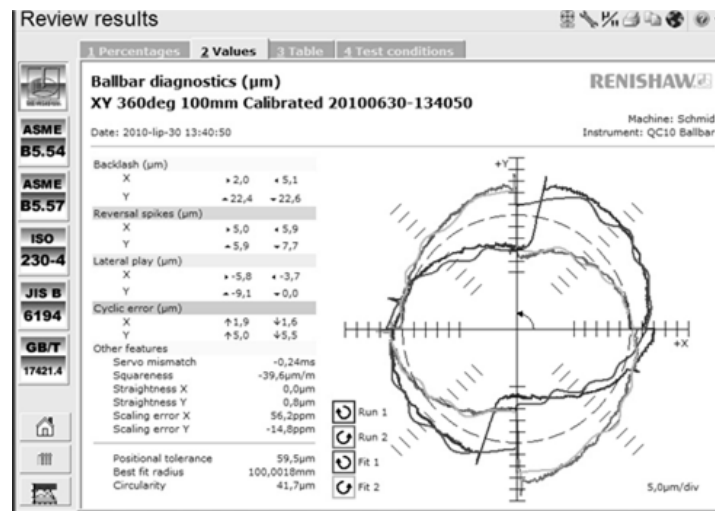 Review results
1 Percentages 2 Values 3 Table 4 Test conditions
Ballbar diagnostics (µm)
XY 360deg 100mm Calibrated 20100630-134050
RENISHAW
Machine: Schmid
Date: 2010-lip-30 13:40:50
Instrument: QC10 Ballbar
ASME
B5.54
ASME
B5.57
ISO
230-4
JIS B
6194
GB/T
17421.4
Backlash (µm)
X ▸2,0 ◂5,1
Y ▴22,4 ▾22,6
Reversal spikes (µm)
X ▸5,0 ◂5,9
Y ▴5,9 ▾7,7
Lateral play (µm)
X ▸-5,8 ◂-3,7
Y ▴-9,1 ▾0,0
Cyclic error (µm)
X ↑1,9 ↓1,6
Y ↑5,0 ↓5,5
Other features
Servo mismatch -0,24ms
Squareness -39,6µm/m
Straightness X 0,0µm
Straightness Y 0,8µm
Scaling error X 56,2ppm
Scaling error Y -14,8ppm
Positional tolerance 59,5µm
Best fit radius 100,0018mm
Circularity 41,7µm
+Y
+X
Run 1
Run 2
Fit 1
Fit 2
5,0µm/div